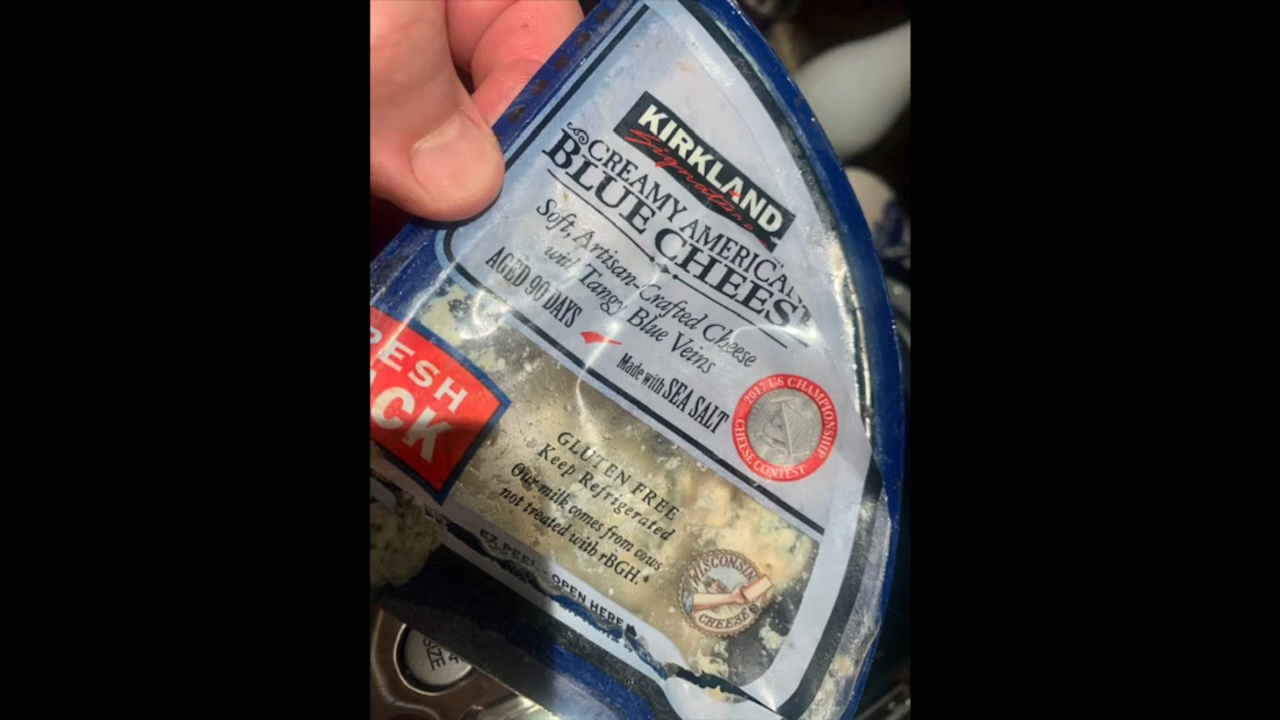 KIRKLAND
Signature
CREAMY AMERICAN
BLUE CHEESE
Soft, Artisan-Crafted Cheese
with Tangy Blue Veins
AGED 90 DAYS
Made with SEA SALT
2017 US CHAMPIONSHIP
CHEESE CONTEST
ESH
CK
GLUTEN FREE
Keep Refrigerated
Our milk comes from cows
not treated with rBGH.*
WISCONSIN
CHEESE
PEEL OPEN HERE
SIZE